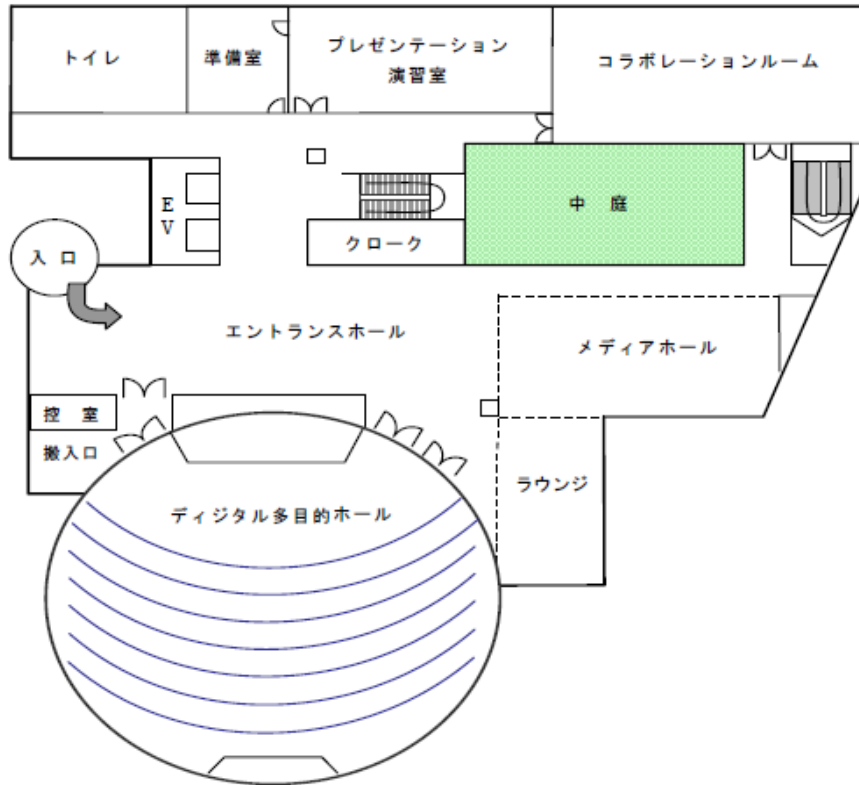 トイレ
準備室
プレゼンテーション
演習室
コラボレーションルーム
EV
中 庭
クローク
入 口
エントランスホール
メディアホール
控 室
搬入口
ラウンジ
ディジタル多目的ホール